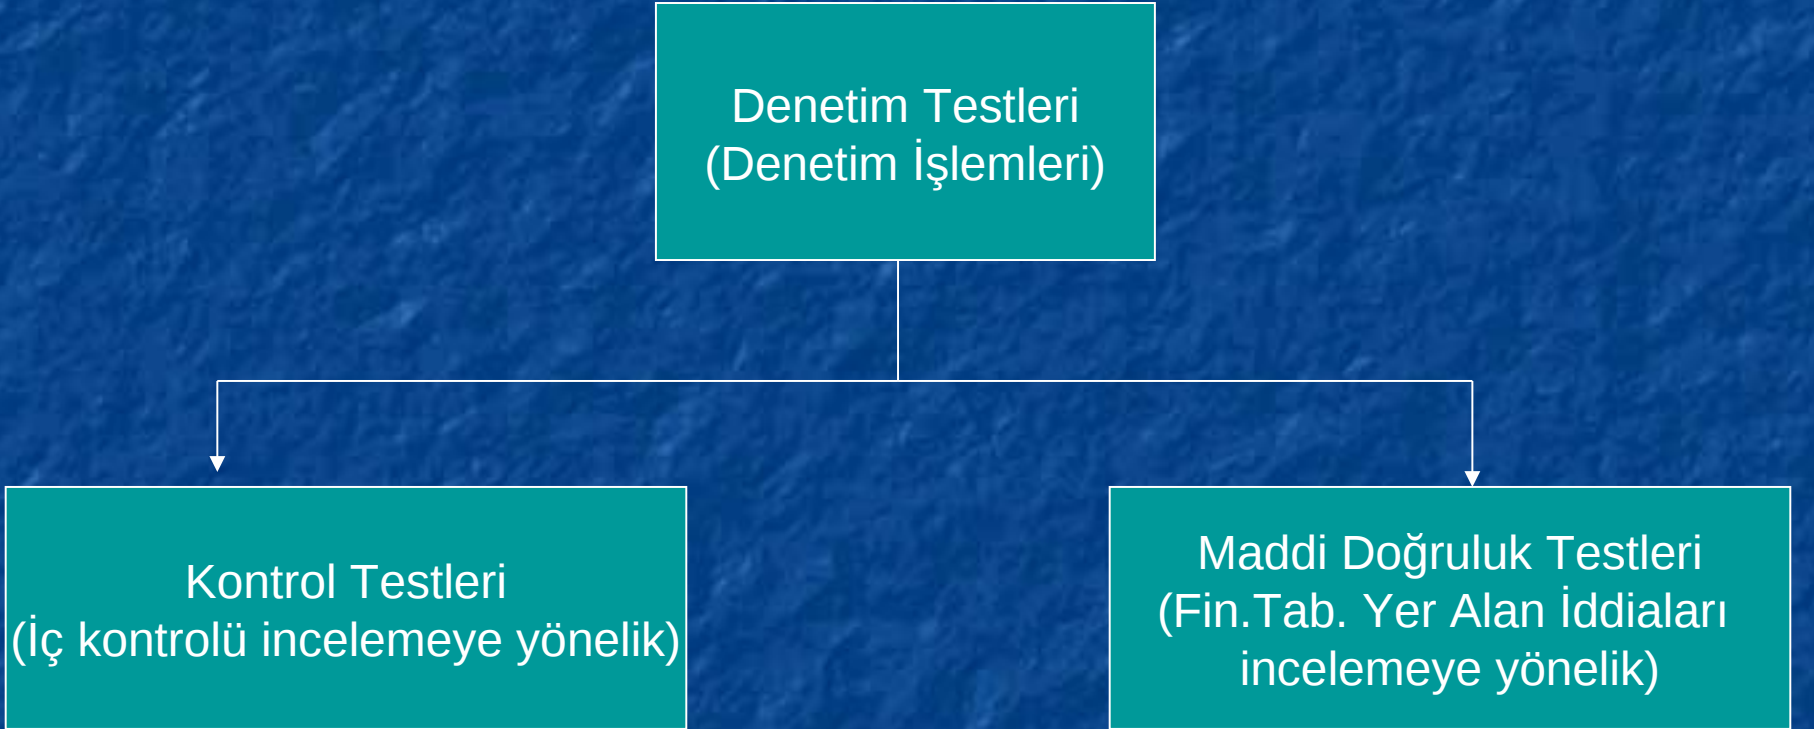 Denetim Testleri
(Denetim İşlemleri)
Kontrol Testleri
(İç kontrolü incelemeye yönelik)
Maddi Doğruluk Testleri
(Fin.Tab. Yer Alan İddiaları
incelemeye yönelik)